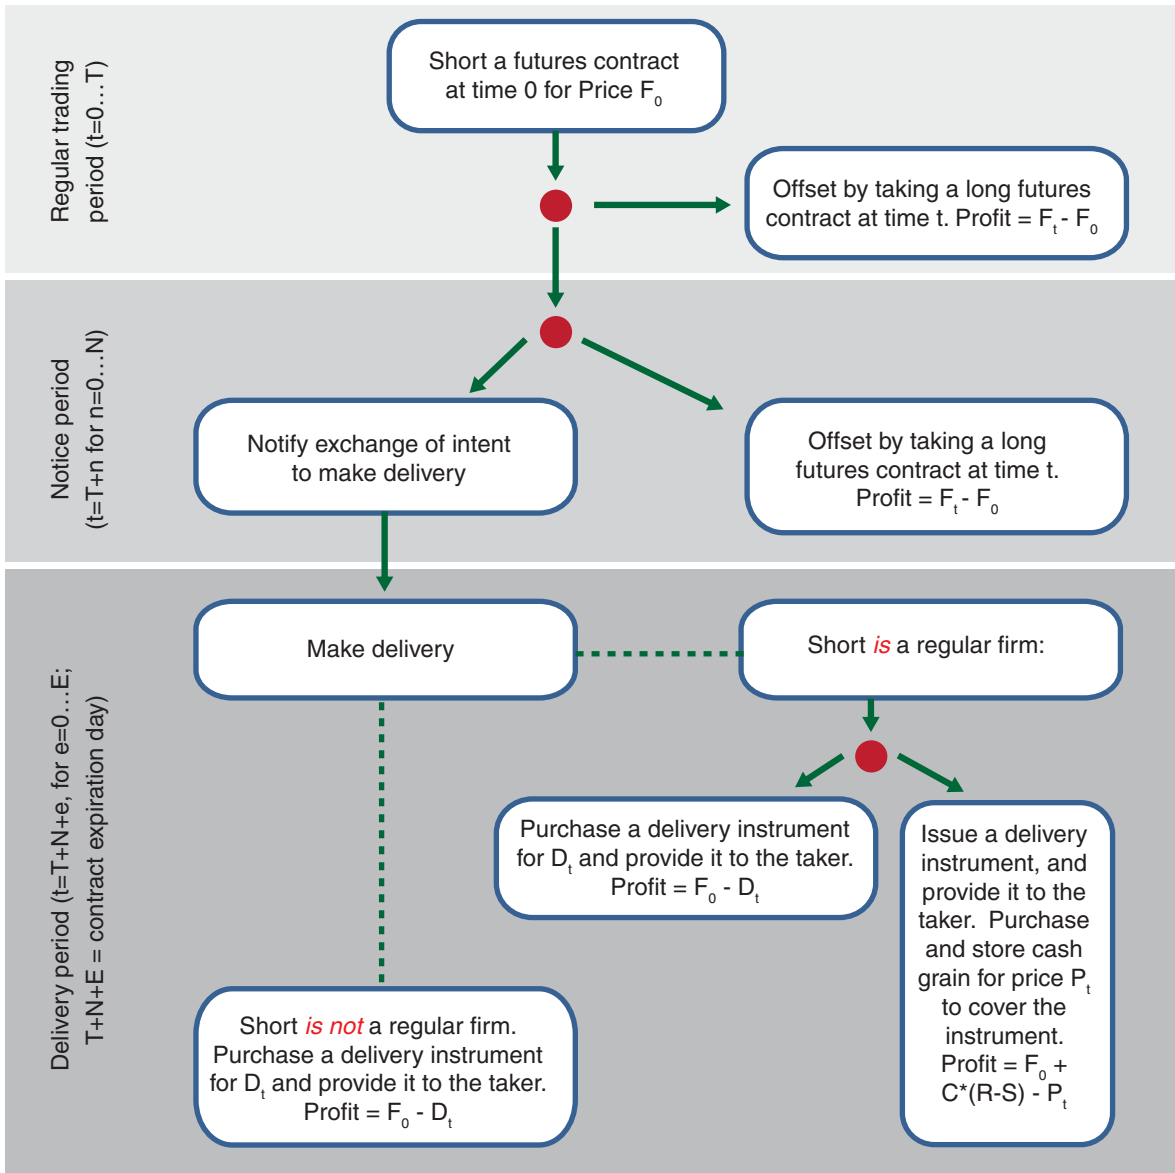 Regular trading
period (t=0…T)
Short a futures contract
at time 0 for Price F₀
Offset by taking a long futures
contract at time t. Profit = Fₜ - F₀
Notice period
(t=T+n for n=0…N)
Notify exchange of intent
to make delivery
Offset by taking a long
futures contract at time t.
Profit = Fₜ - F₀
Delivery period (t=T+N+e, for e=0…E;
T+N+E = contract expiration day)
Make delivery
Short is a regular firm:
Purchase a delivery instrument
for Dₜ and provide it to the taker.
Profit = F₀ - Dₜ
Issue a delivery
instrument, and
provide it to the
taker. Purchase
and store cash
grain for price Pₜ
to cover the
instrument.
Profit = F₀ +
C*(R-S) - Pₜ
Short is not a regular firm.
Purchase a delivery instrument
for Dₜ and provide it to the taker.
Profit = F₀ - Dₜ